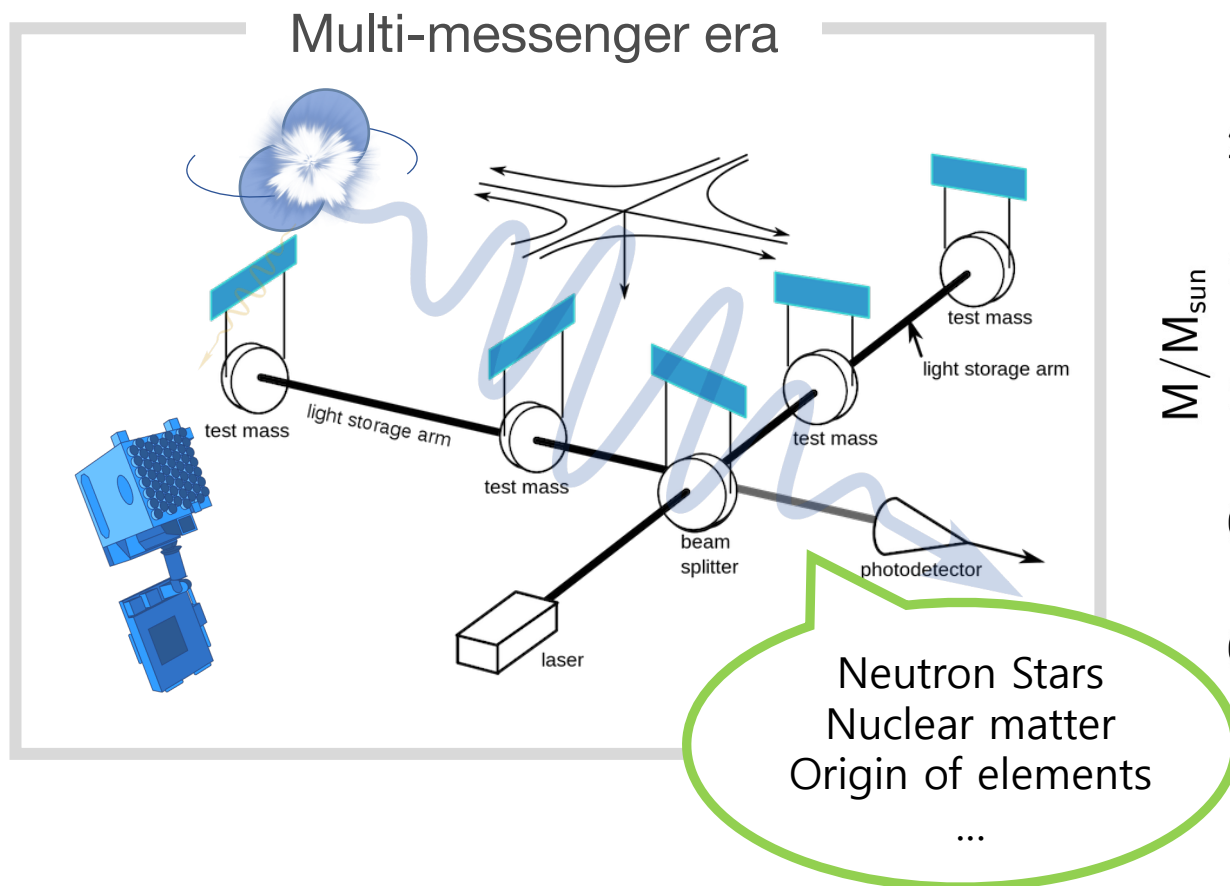 Multi-messenger era
test mass
light storage arm
M/M_sun
test mass
light storage arm
test mass
test mass
beam
splitter
photodetector
laser
Neutron Stars
Nuclear matter
Origin of elements
...